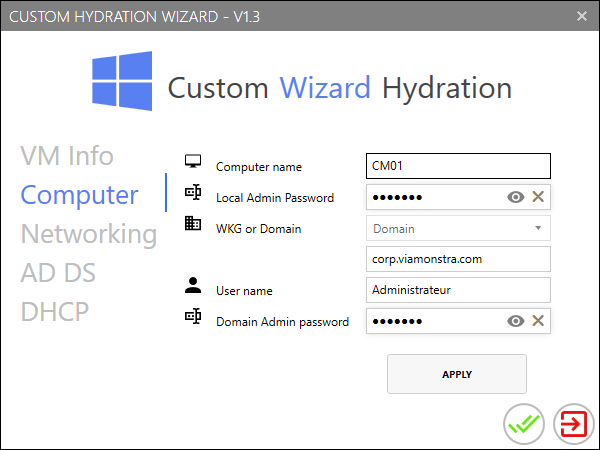 CUSTOM HYDRATION WIZARD - V1.3
Custom Wizard Hydration
VM Info
Computer
Networking
AD DS
DHCP
Computer name CM01
Local Admin Password •••••••
WKG or Domain Domain
corp.viamonstra.com
User name Administrateur
Domain Admin password •••••••
APPLY